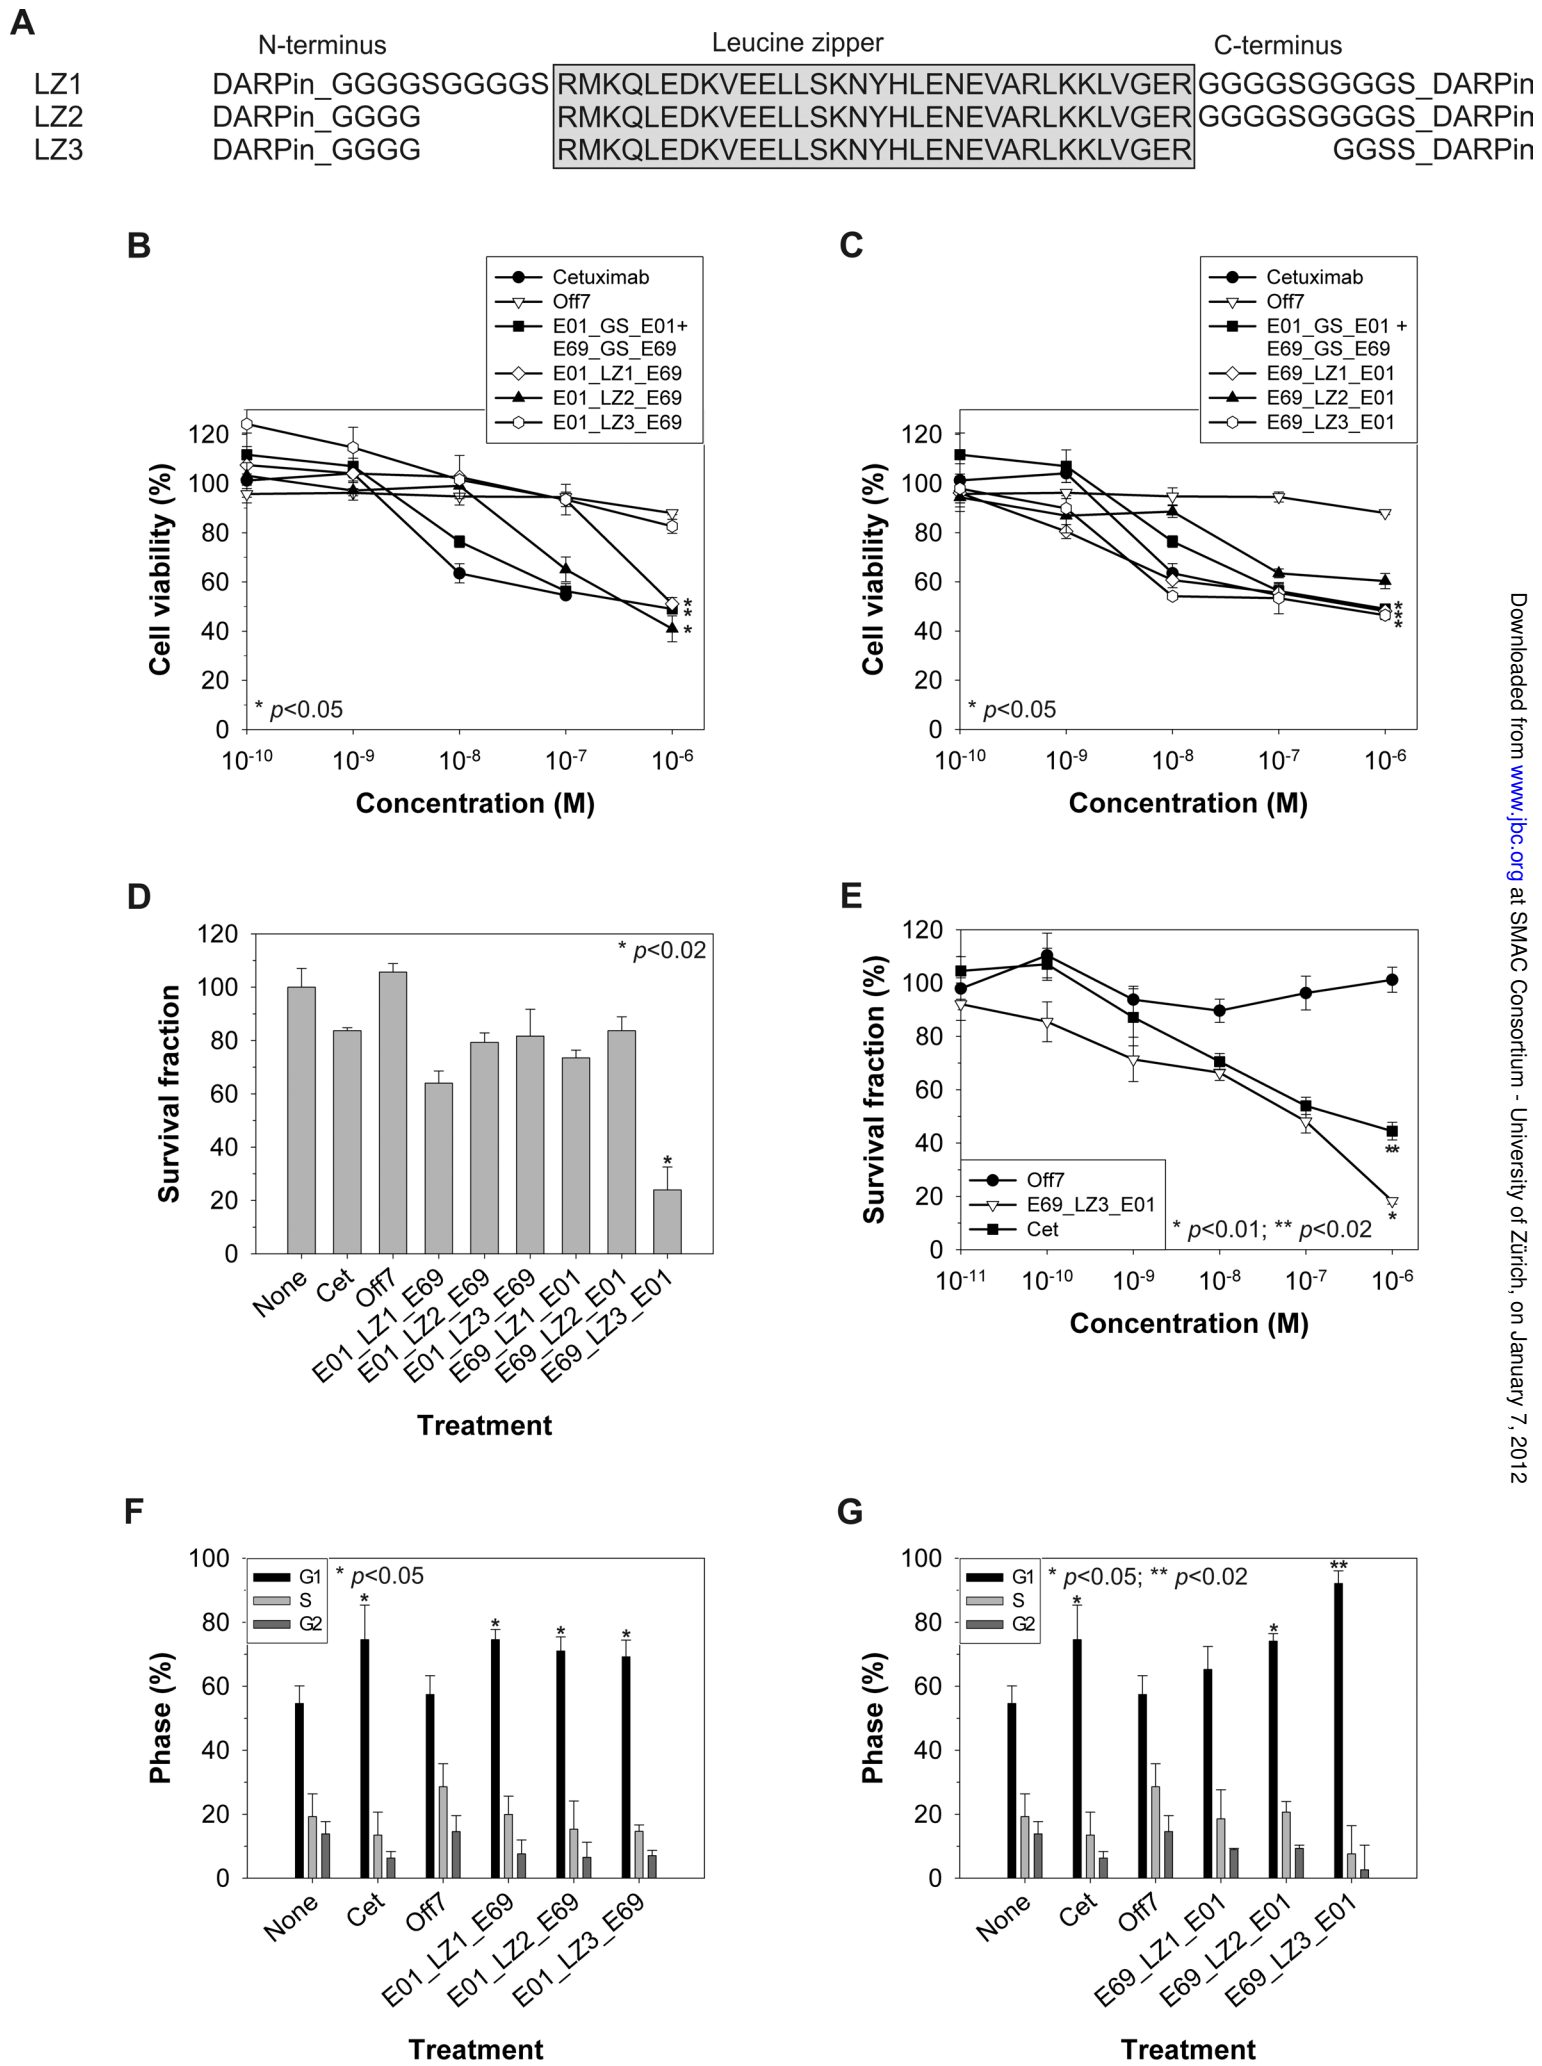 A
N-terminus Leucine zipper C-terminus
LZ1 DARPin_GGGGSGGGGS RMKQLEDKVEELLSKNYHLENEVARLKKLVGER GGGGSGGGGS_DARPin
LZ2 DARPin_GGGG RMKQLEDKVEELLSKNYHLENEVARLKKLVGER GGGGSGGGGS_DARPin
LZ3 DARPin_GGGG RMKQLEDKVEELLSKNYHLENEVARLKKLVGER GGSS_DARPin
B
Cetuximab
Off7
E01_GS_E01+
E69_GS_E69
E01_LZ1_E69
E01_LZ2_E69
E01_LZ3_E69
Cell viability (%)
120
100
80
60
40
20
0
* * *
* p<0.05
10-10 10-9 10-8 10-7 10-6
Concentration (M)
C
Cetuximab
Off7
E01_GS_E01 +
E69_GS_E69
E69_LZ1_E01
E69_LZ2_E01
E69_LZ3_E01
Cell viability (%)
120
100
80
60
40
20
0
* * *
* p<0.05
10-10 10-9 10-8 10-7 10-6
Concentration (M)
D
Survival fraction
120
100
80
60
40
20
0
* p<0.02
*
None
Cet
Off7
E01_LZ1_E69
E01_LZ2_E69
E01_LZ3_E69
E69_LZ1_E01
E69_LZ2_E01
E69_LZ3_E01
Treatment
E
Survival fraction (%)
120
100
80
60
40
20
0
**
*
Off7
E69_LZ3_E01
Cet
* p<0.01; ** p<0.02
10-11 10-10 10-9 10-8 10-7 10-6
Concentration (M)
F
Phase (%)
100
80
60
40
20
0
G1
S
G2
* p<0.05
* * * *
None
Cet
Off7
E01_LZ1_E69
E01_LZ2_E69
E01_LZ3_E69
Treatment
G
Phase (%)
100
80
60
40
20
0
G1
S
G2
* p<0.05; ** p<0.02
* * **
None
Cet
Off7
E69_LZ1_E01
E69_LZ2_E01
E69_LZ3_E01
Treatment
Downloaded from www.jbc.org at SMAC Consortium - University of Zürich, on January 7, 2012